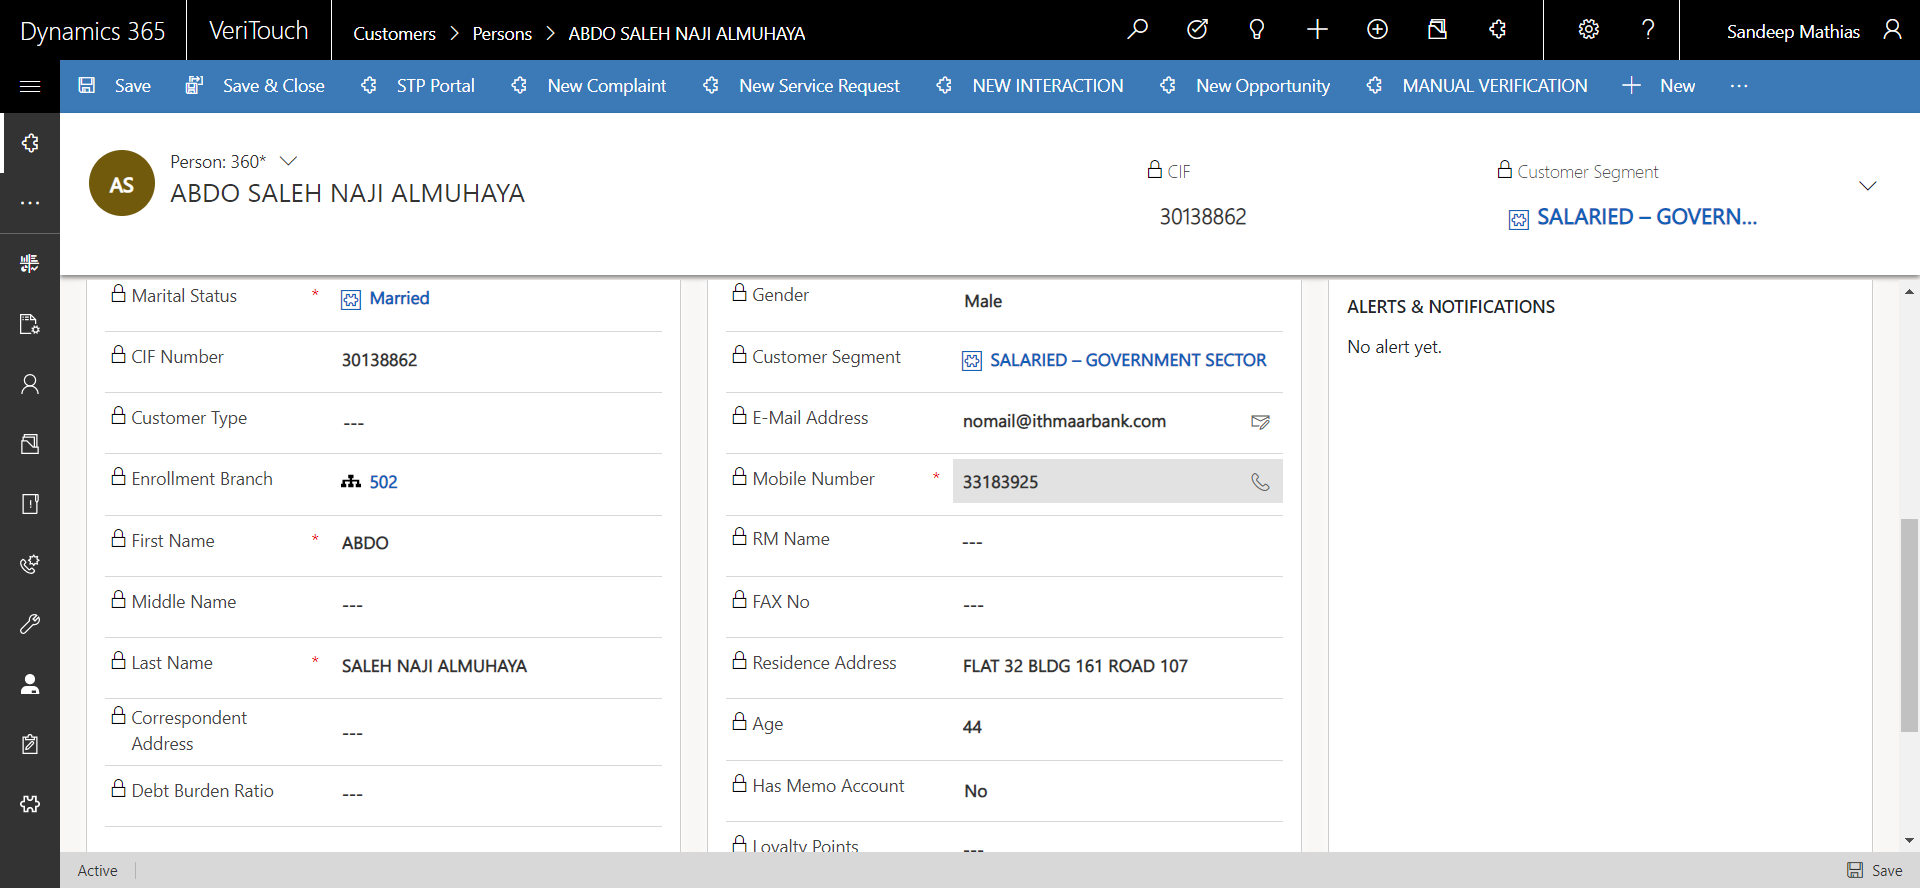 Dynamics 365
VeriTouch
Customers > Persons > ABDO SALEH NAJI ALMUHAYA
Sandeep Mathias
Save
Save & Close
STP Portal
New Complaint
New Service Request
NEW INTERACTION
New Opportunity
MANUAL VERIFICATION
New
AS
Person: 360*
ABDO SALEH NAJI ALMUHAYA
CIF
30138862
Customer Segment
SALARIED – GOVERN...
Marital Status * Married
CIF Number 30138862
Customer Type ---
Enrollment Branch 502
First Name * ABDO
Middle Name ---
Last Name * SALEH NAJI ALMUHAYA
Correspondent
Address ---
Debt Burden Ratio ---
Gender Male
Customer Segment SALARIED – GOVERNMENT SECTOR
E-Mail Address nomail@ithmaarbank.com
Mobile Number * 33183925
RM Name ---
FAX No ---
Residence Address FLAT 32 BLDG 161 ROAD 107
Age 44
Has Memo Account No
Loyalty Points ---
ALERTS & NOTIFICATIONS
No alert yet.
Active
Save